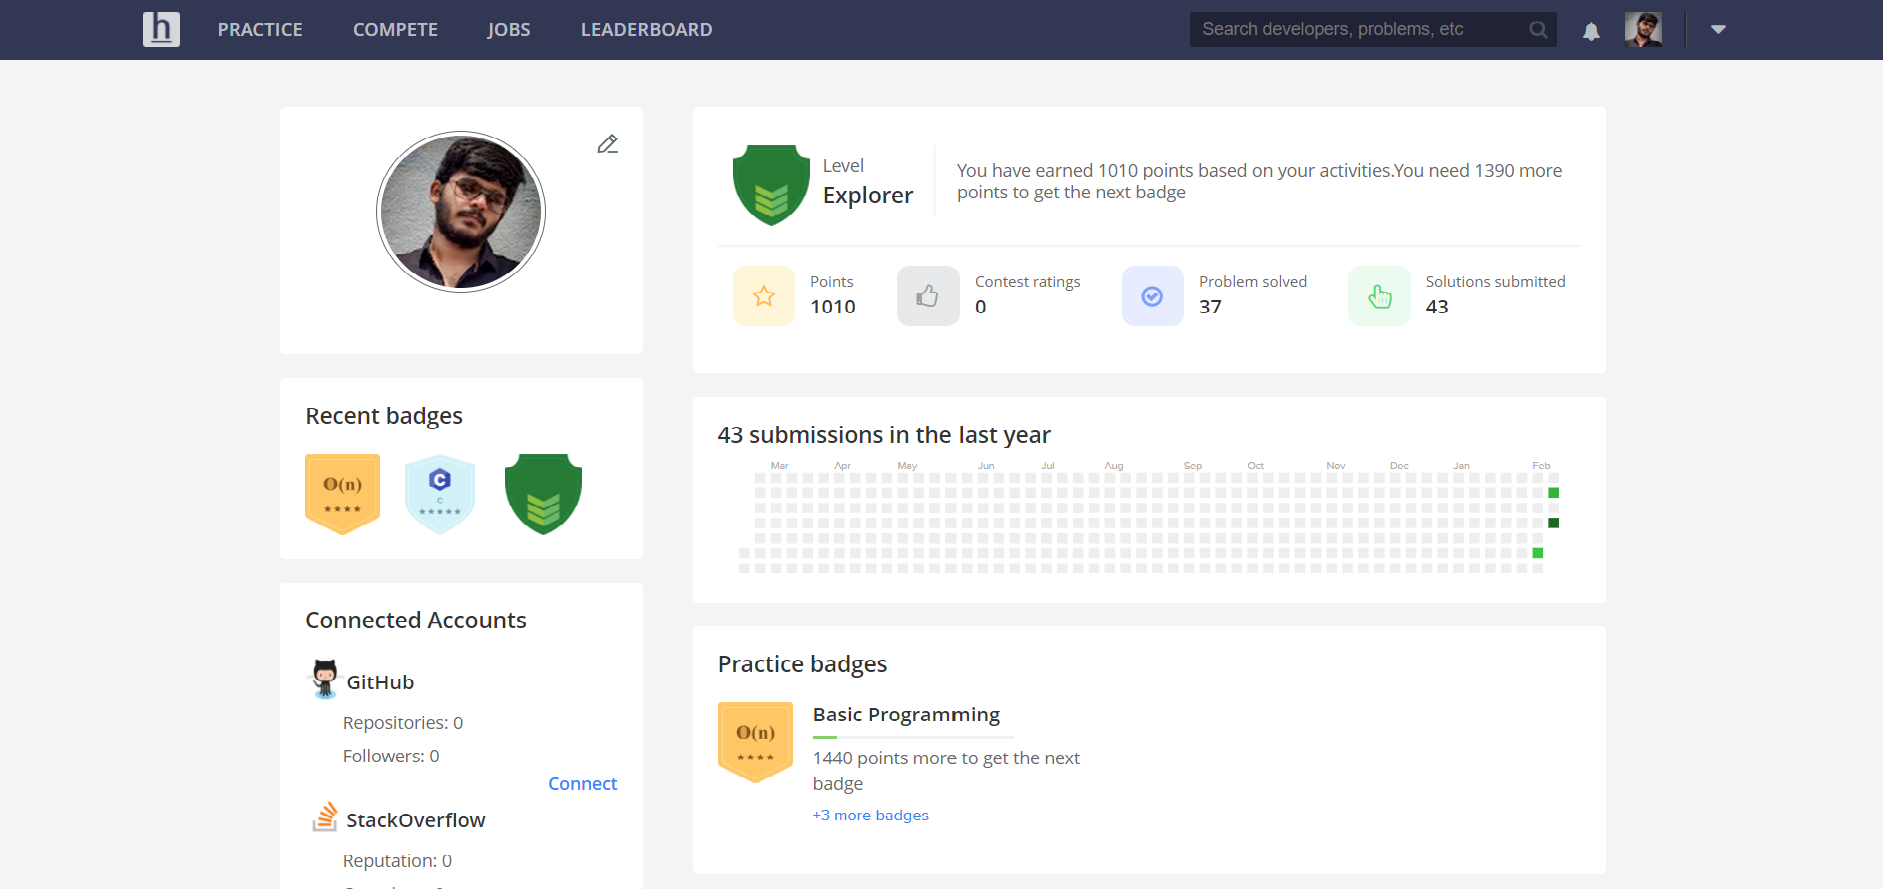 h PRACTICE COMPETE JOBS LEADERBOARD Search developers, problems, etc
Level
Explorer
You have earned 1010 points based on your activities.You need 1390 more
points to get the next badge
Points
1010
Contest ratings
0
Problem solved
37
Solutions submitted
43
Recent badges
O(n)
C
C
43 submissions in the last year
Mar Apr May Jun Jul Aug Sep Oct Nov Dec Jan Feb
Connected Accounts
GitHub
Repositories: 0
Followers: 0
Connect
StackOverflow
Reputation: 0
Practice badges
O(n)
Basic Programming
1440 points more to get the next
badge
+3 more badges